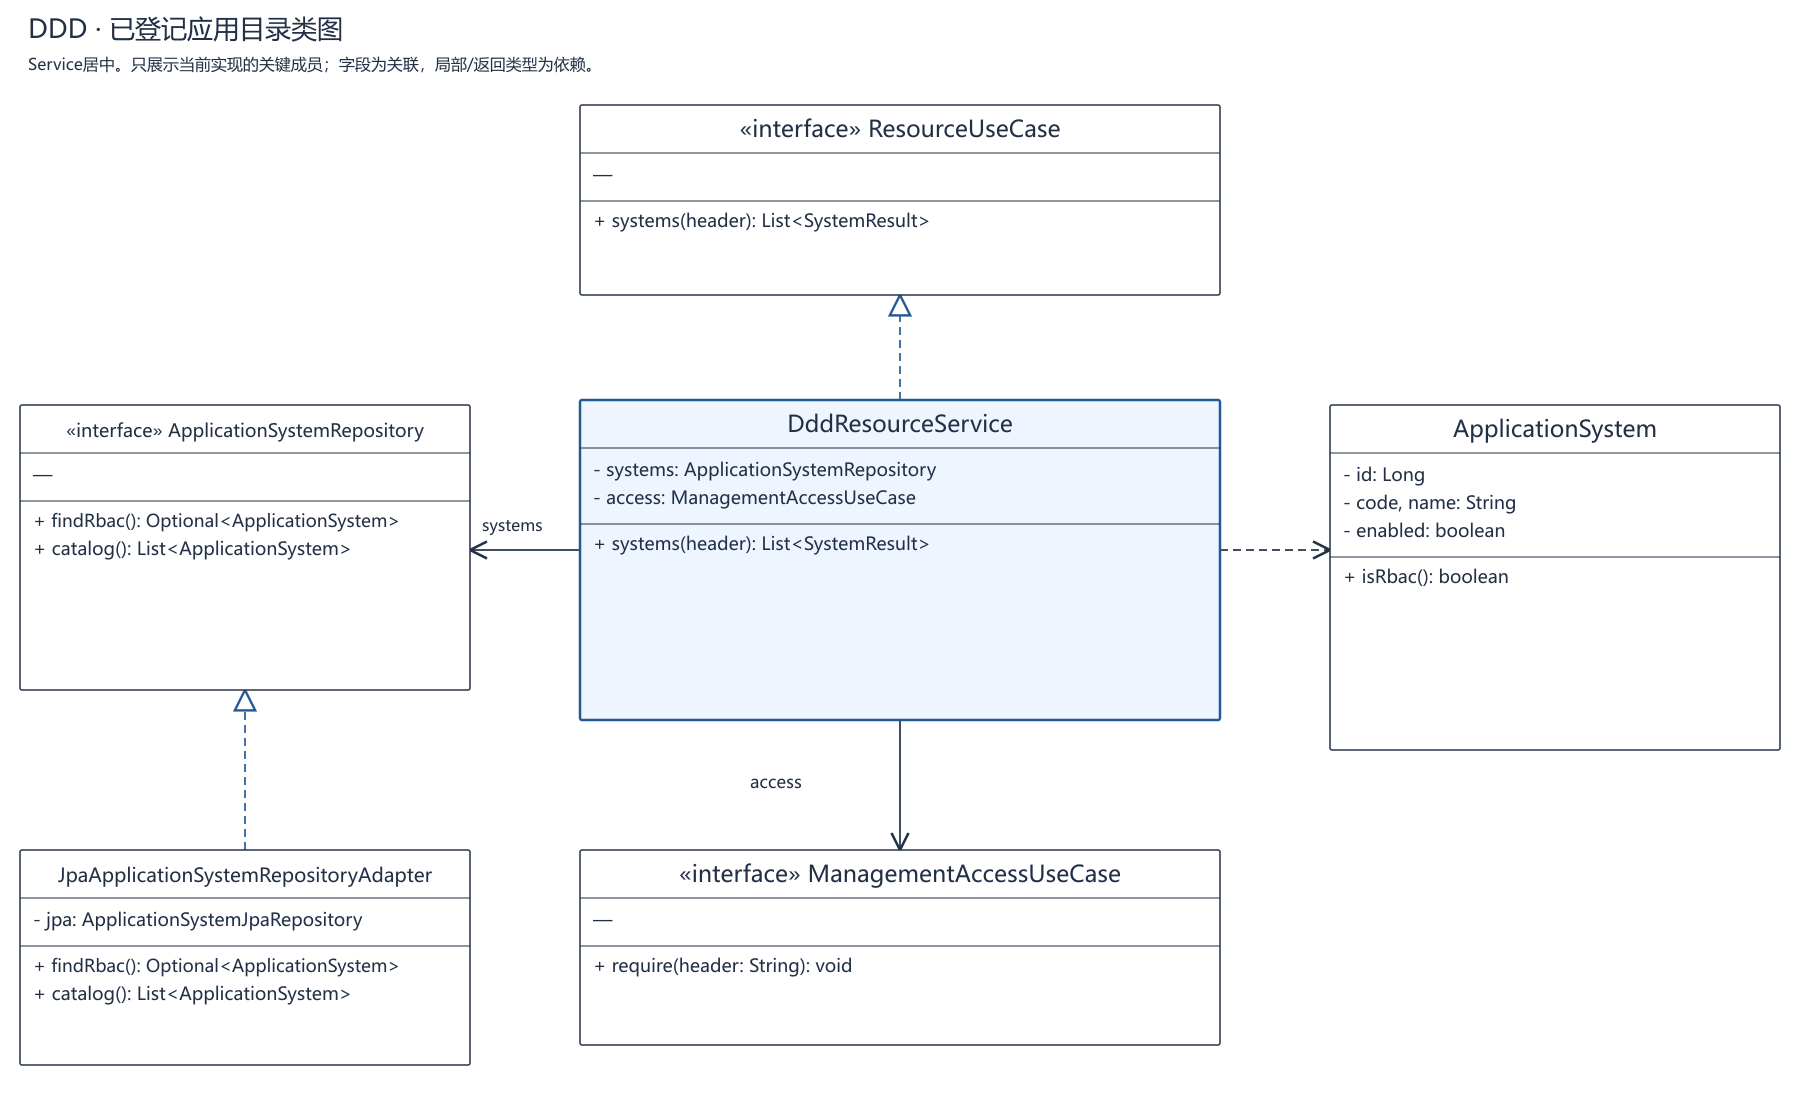 DDD · 已登记应用目录类图
Service居中。只展示当前实现的关键成员；字段为关联，局部/返回类型为依赖。
«interface» ResourceUseCase
—
+ systems(header): List<SystemResult>
«interface» ApplicationSystemRepository
—
+ findRbac(): Optional<ApplicationSystem>
+ catalog(): List<ApplicationSystem>
systems
DddResourceService
- systems: ApplicationSystemRepository
- access: ManagementAccessUseCase
+ systems(header): List<SystemResult>
ApplicationSystem
- id: Long
- code, name: String
- enabled: boolean
+ isRbac(): boolean
access
JpaApplicationSystemRepositoryAdapter
- jpa: ApplicationSystemJpaRepository
+ findRbac(): Optional<ApplicationSystem>
+ catalog(): List<ApplicationSystem>
«interface» ManagementAccessUseCase
—
+ require(header: String): void